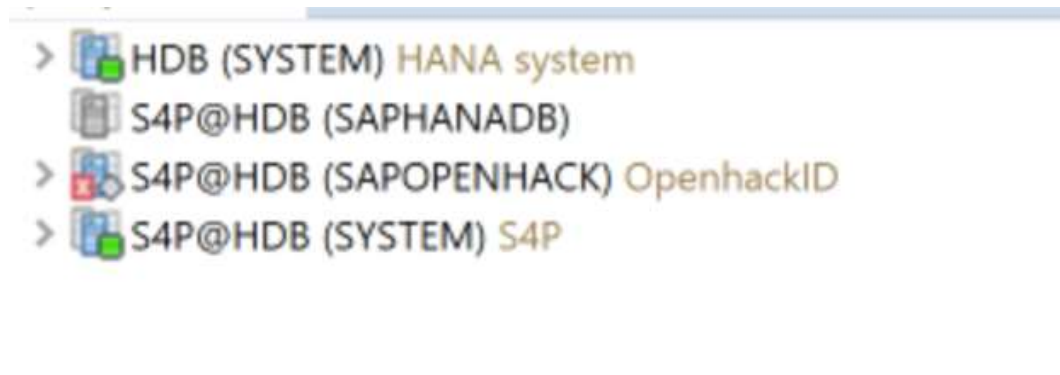 HDB (SYSTEM) HANA system
S4P@HDB (SAPHANADB)
S4P@HDB (SAPOPENHACK) OpenhackID
S4P@HDB (SYSTEM) S4P